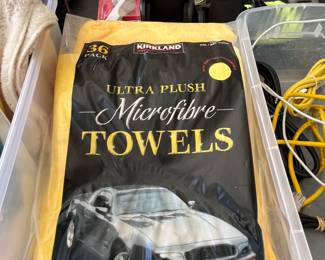 36
PACK
KIRKLAND
ULTRA PLUSH
Microfibre
TOWELS